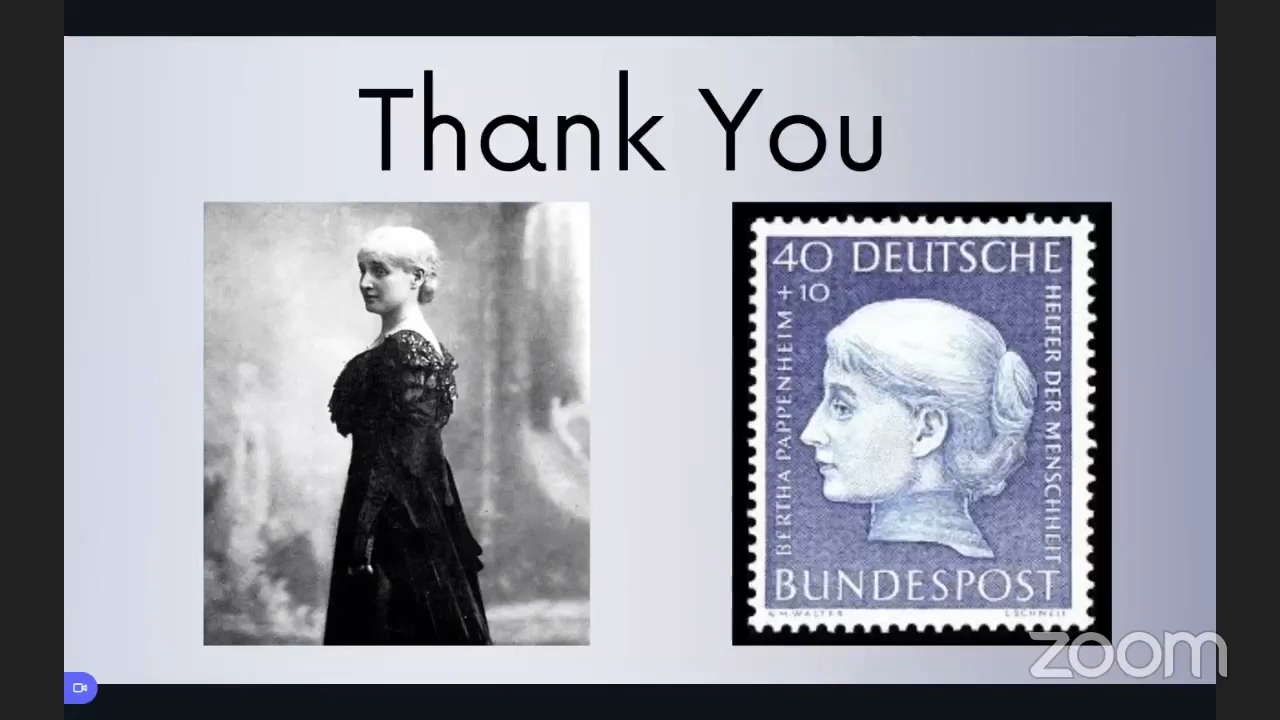 Thank You
40 DEUTSCHE
+ 10
BERTHA PAPPENHEIM
HELFER DER MENSCHHEIT
BUNDESPOST
zoom